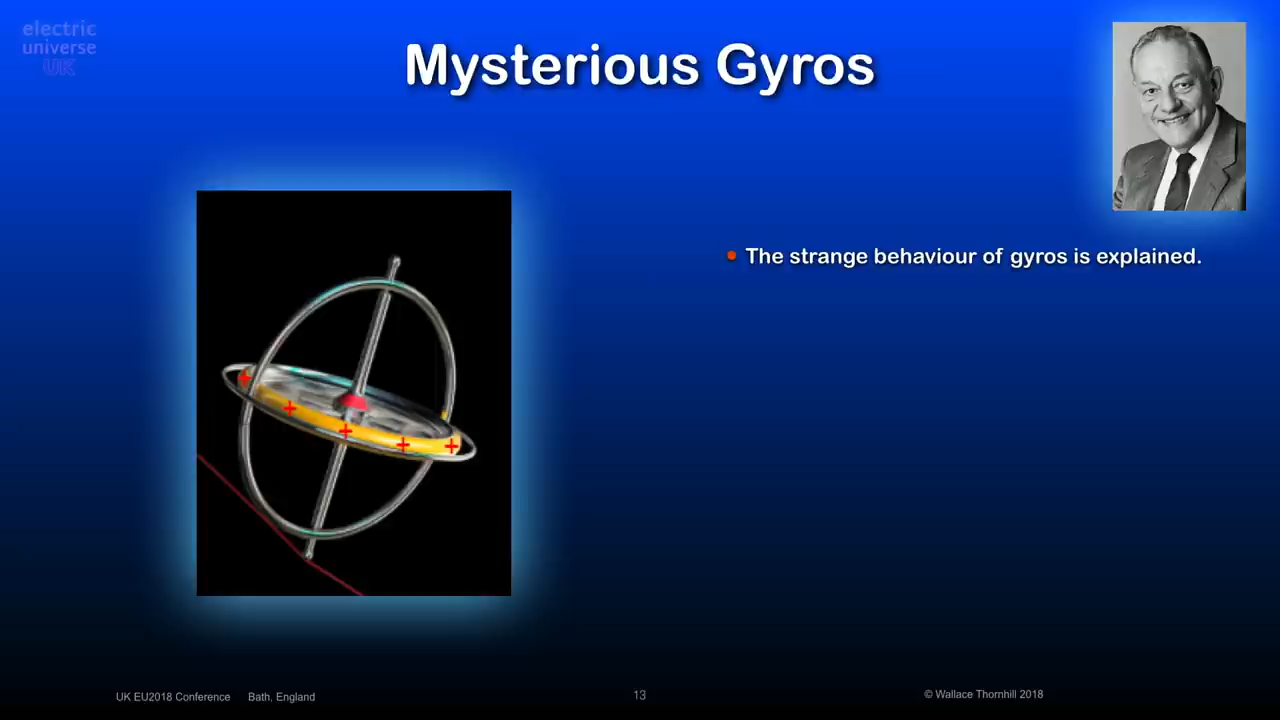 electric
universe
UK
Mysterious Gyros
The strange behaviour of gyros is explained.
UK EU2018 Conference Bath, England
13
© Wallace Thornhill 2018